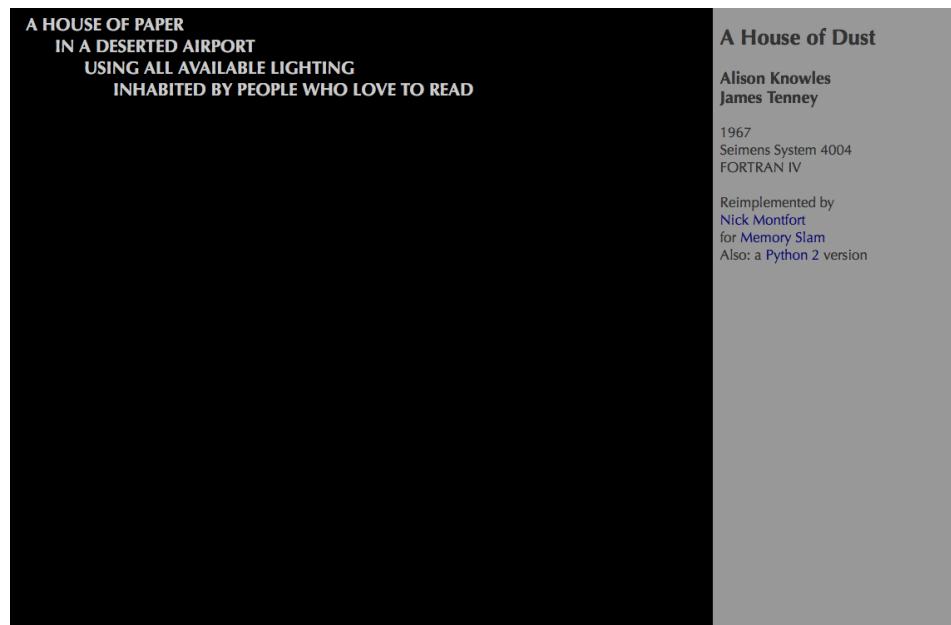 A HOUSE OF PAPER
IN A DESERTED AIRPORT
USING ALL AVAILABLE LIGHTING
INHABITED BY PEOPLE WHO LOVE TO READ
A House of Dust
Alison Knowles
James Tenney
1967
Seimens System 4004
FORTRAN IV
Reimplemented by
Nick Montfort
for Memory Slam
Also: a Python 2 version